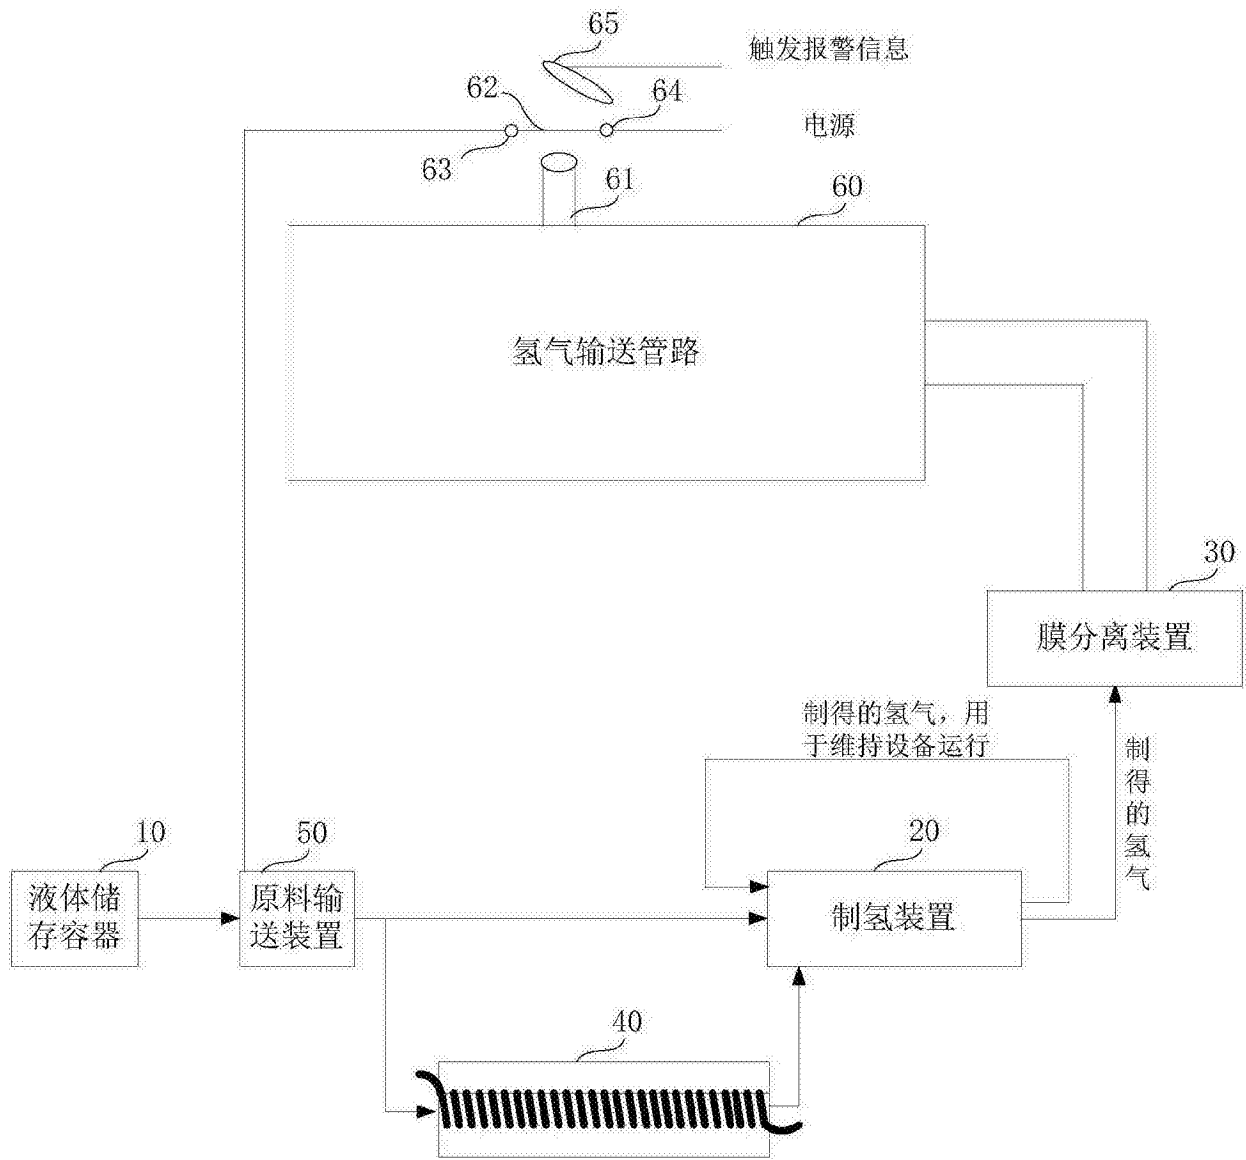 65
触发报警信息
62
64
电源
63
61
60
氢气输送管路
30
膜分离装置
制得的氢气，用
于维持设备运行
制得的氢气
10
50
20
液体储
存容器
原料输
送装置
制氢装置
40